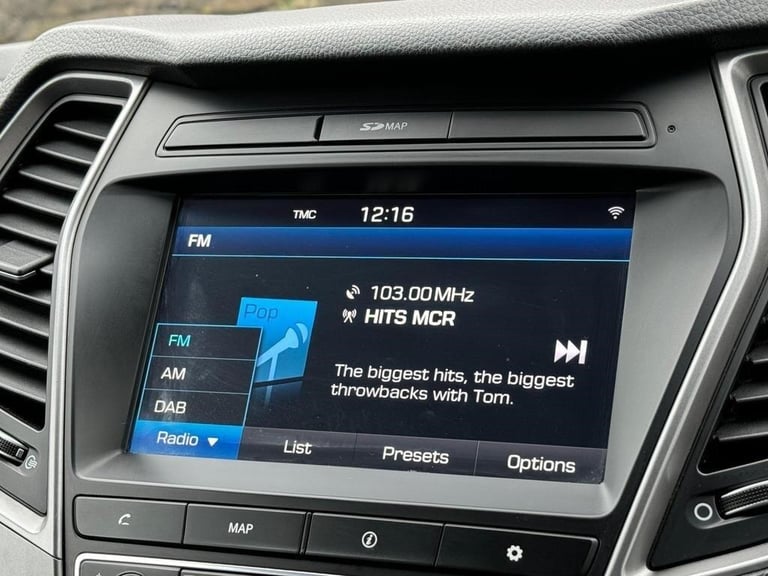 SD MAP
TMC 12:16
FM
103.00MHz
HITS MCR
Pop
The biggest hits, the biggest
throwbacks with Tom.
FM
AM
DAB
Radio
List
Presets
Options
MAP